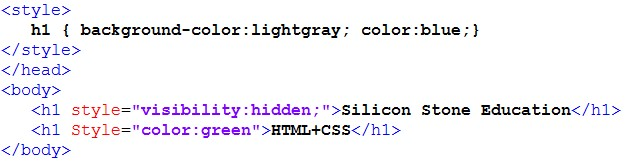 <style>
h1 { background-color:lightgray; color:blue;}
</style>
</head>
<body>
<h1 style="visibility:hidden;">Silicon Stone Education</h1>
<h1 Style="color:green">HTML+CSS</h1>
</body>